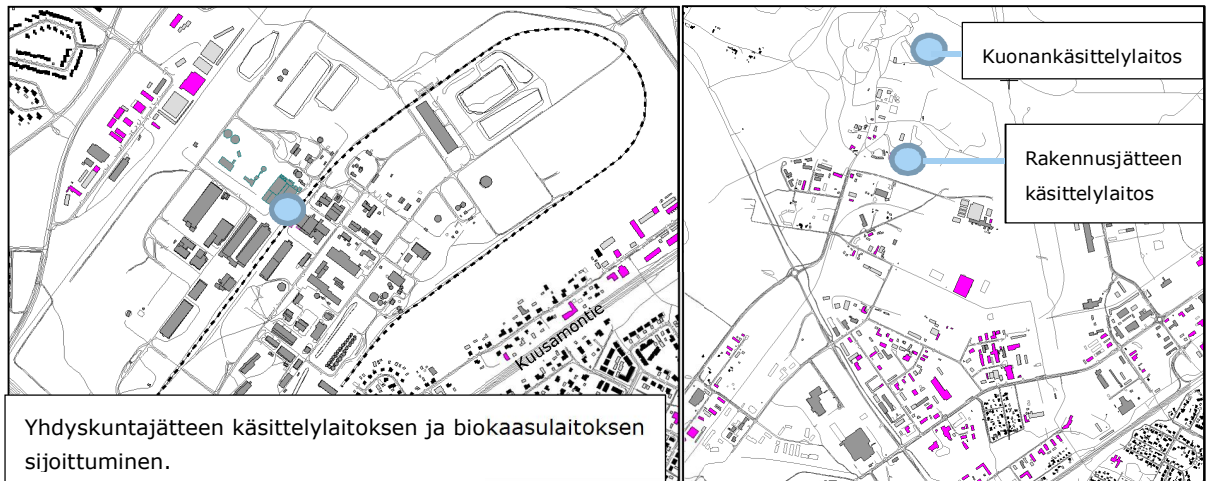 Kuusamontie
Yhdyskuntajätteen käsittelylaitoksen ja biokaasulaitoksen
sijoittuminen.
Kuonankäsittelylaitos
Rakennusjätteen
käsittelylaitos